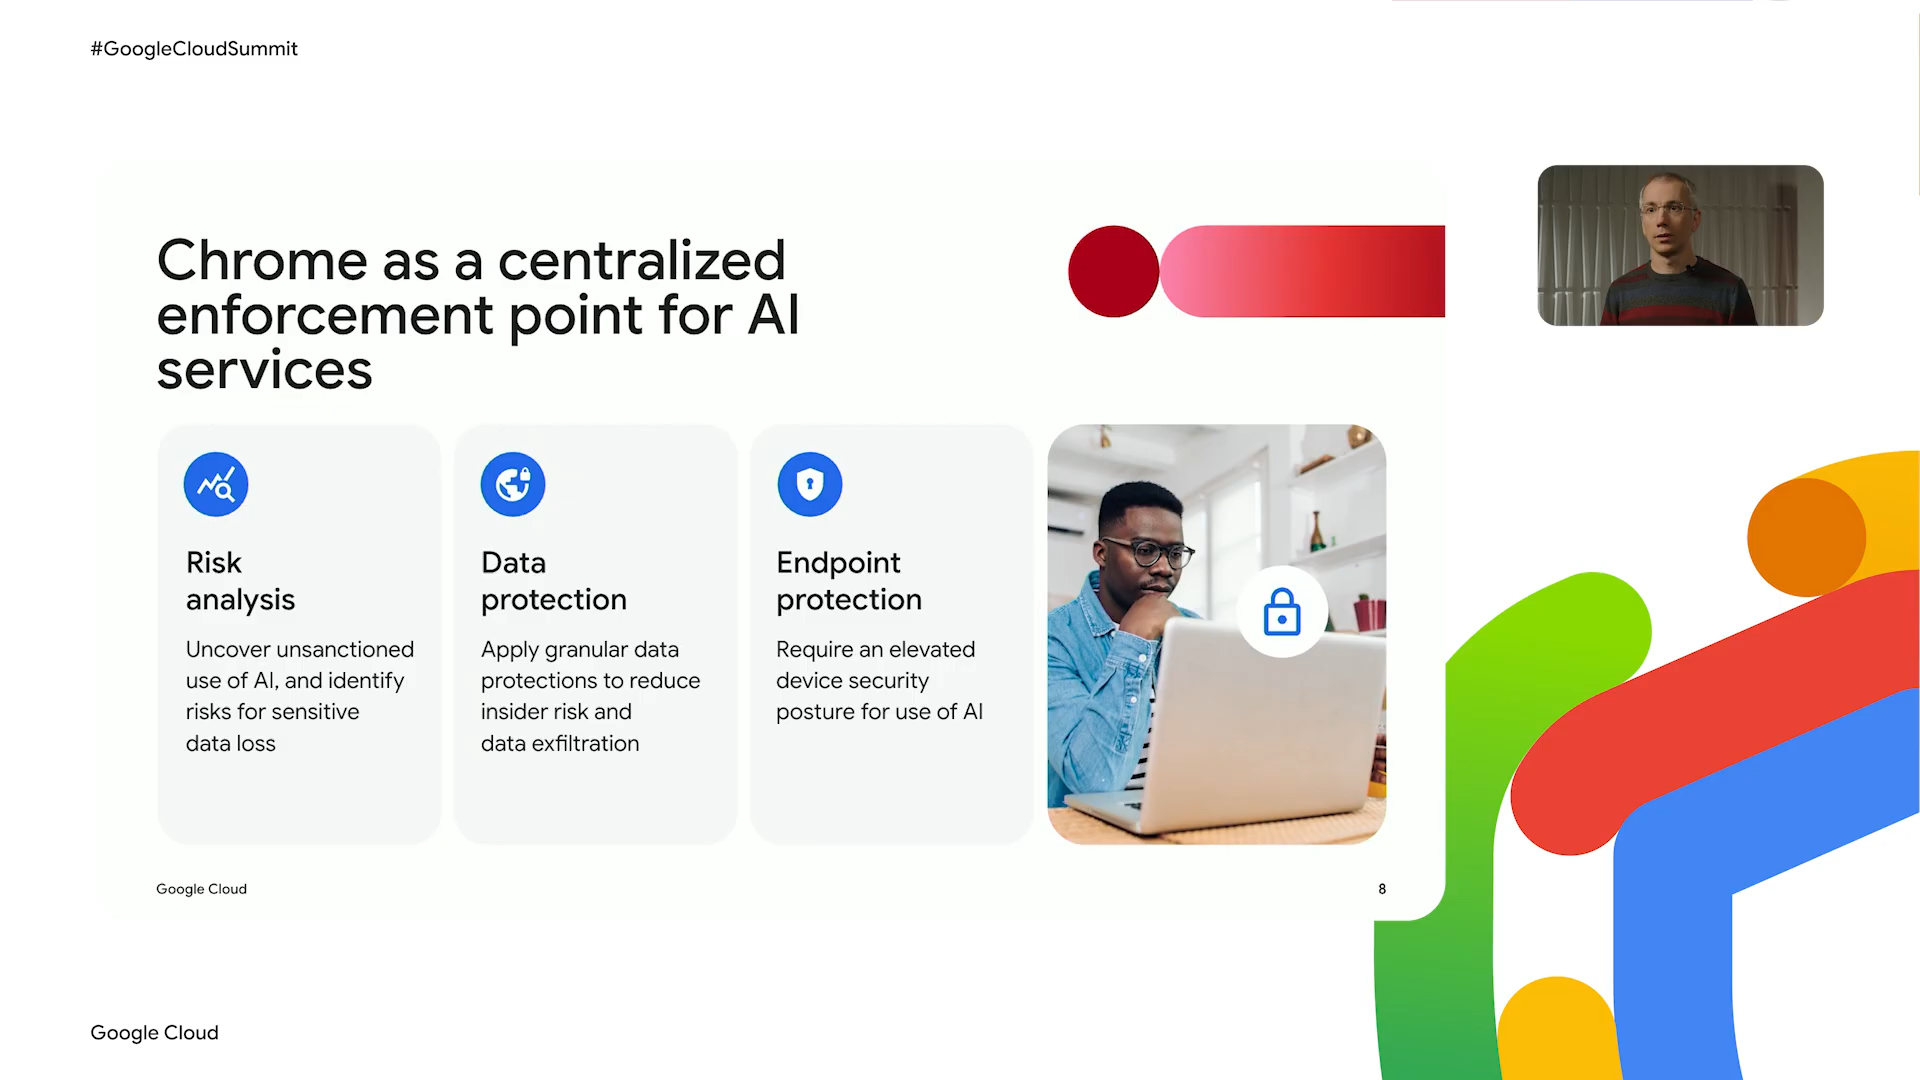 #GoogleCloudSummit
Chrome as a centralized
enforcement point for AI
services
Risk
analysis
Uncover unsanctioned
use of AI, and identify
risks for sensitive
data loss
Data
protection
Apply granular data
protections to reduce
insider risk and
data exfiltration
Endpoint
protection
Require an elevated
device security
posture for use of AI
Google Cloud
8
Google Cloud